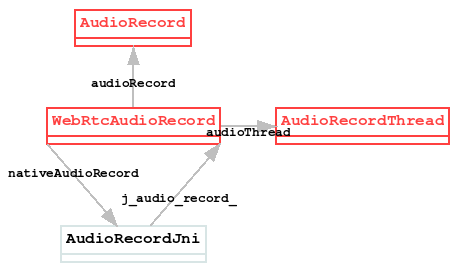 AudioRecord
audioRecord
WebRtcAudioRecord
AudioRecordThread
audioThread
nativeAudioRecord
j_audio_record_
AudioRecordJni